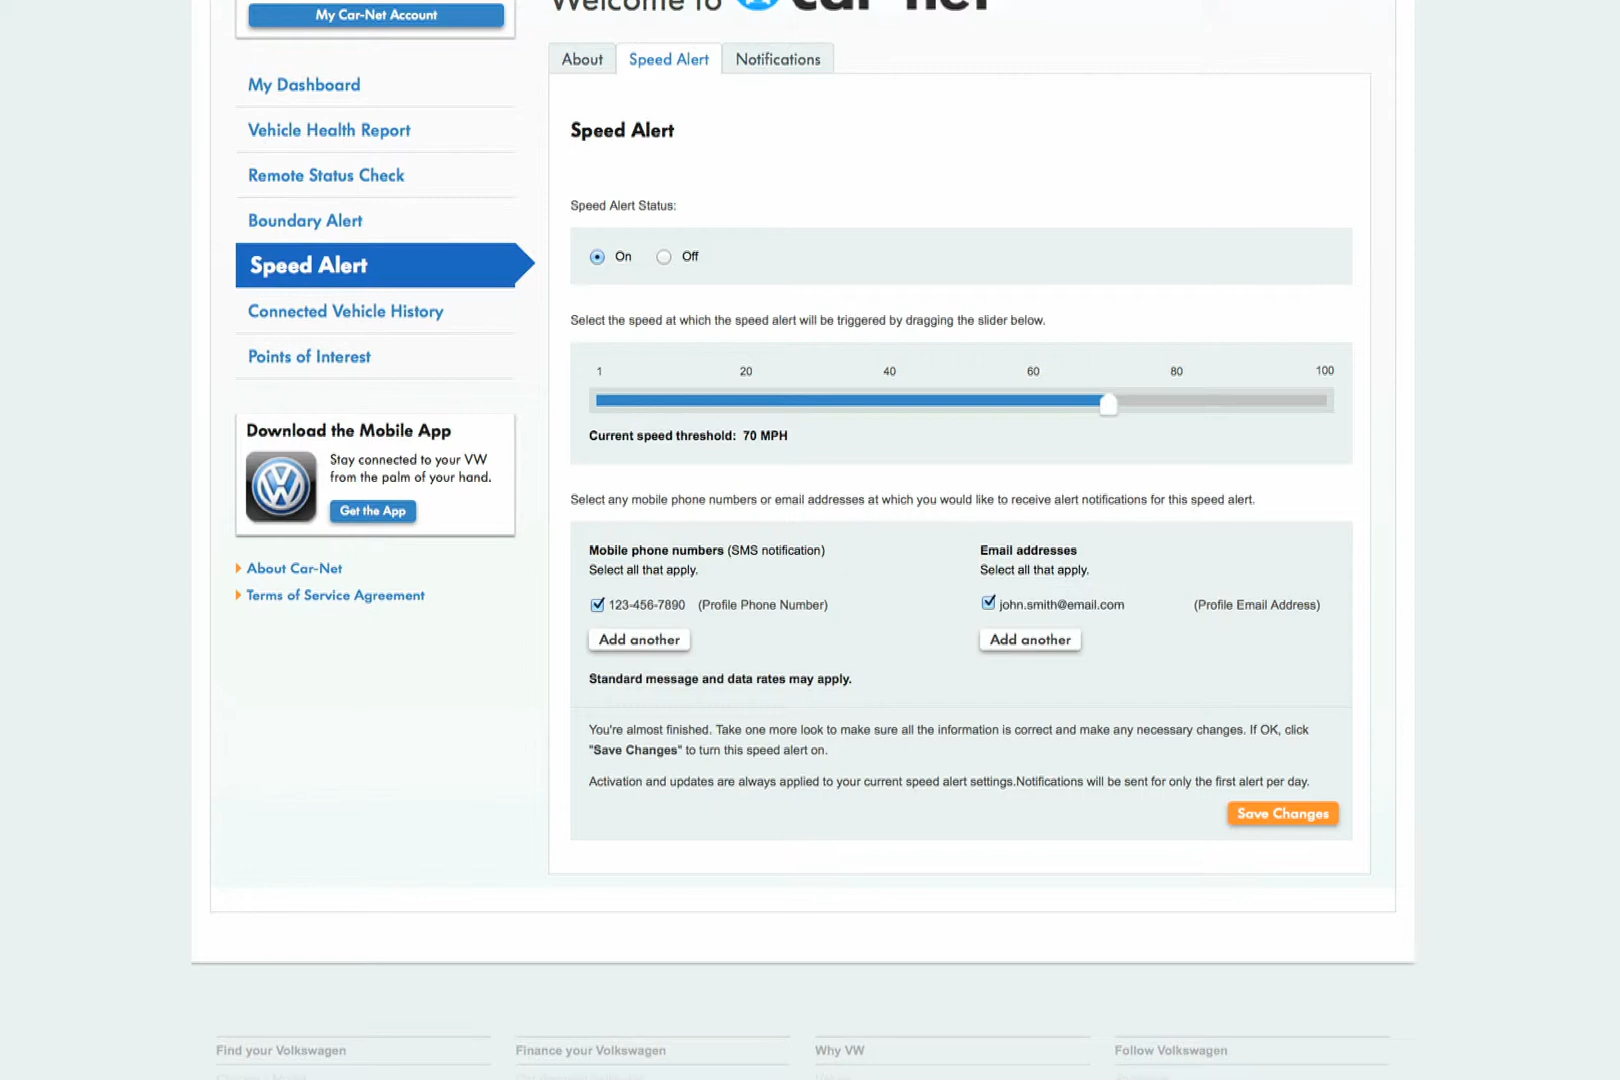 My Car-Net Account
Welcome to car-net
About
Speed Alert
Notifications
My Dashboard
Vehicle Health Report
Remote Status Check
Boundary Alert
Speed Alert
Connected Vehicle History
Points of Interest
Download the Mobile App
Stay connected to your VW
from the palm of your hand.
Get the App
About Car-Net
Terms of Service Agreement
Speed Alert
Speed Alert Status:
On
Off
Select the speed at which the speed alert will be triggered by dragging the slider below.
1 20 40 60 80 100
Current speed threshold: 70 MPH
Select any mobile phone numbers or email addresses at which you would like to receive alert notifications for this speed alert.
Mobile phone numbers (SMS notification)
Select all that apply.
123-456-7890 (Profile Phone Number)
Add another
Email addresses
Select all that apply.
john.smith@email.com (Profile Email Address)
Add another
Standard message and data rates may apply.
You're almost finished. Take one more look to make sure all the information is correct and make any necessary changes. If OK, click
"Save Changes" to turn this speed alert on.
Activation and updates are always applied to your current speed alert settings.Notifications will be sent for only the first alert per day.
Save Changes
Find your Volkswagen
Finance your Volkswagen
Why VW
Follow Volkswagen